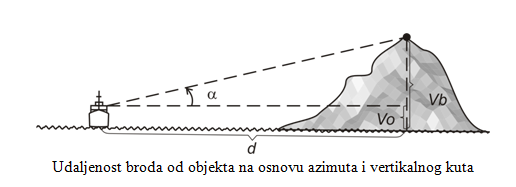 α
Vb
Vo
d
Udaljenost broda od objekta na osnovu azimuta i vertikalnog kuta